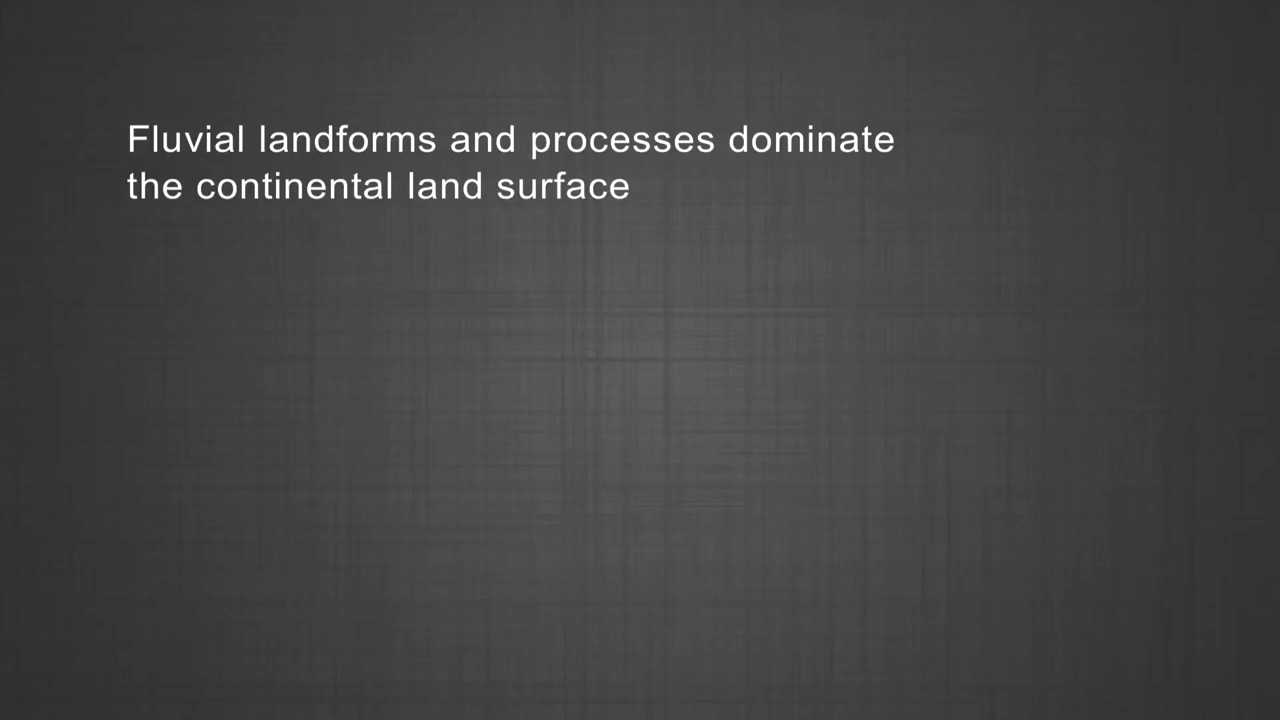 Fluvial landforms and processes dominate
the continental land surface